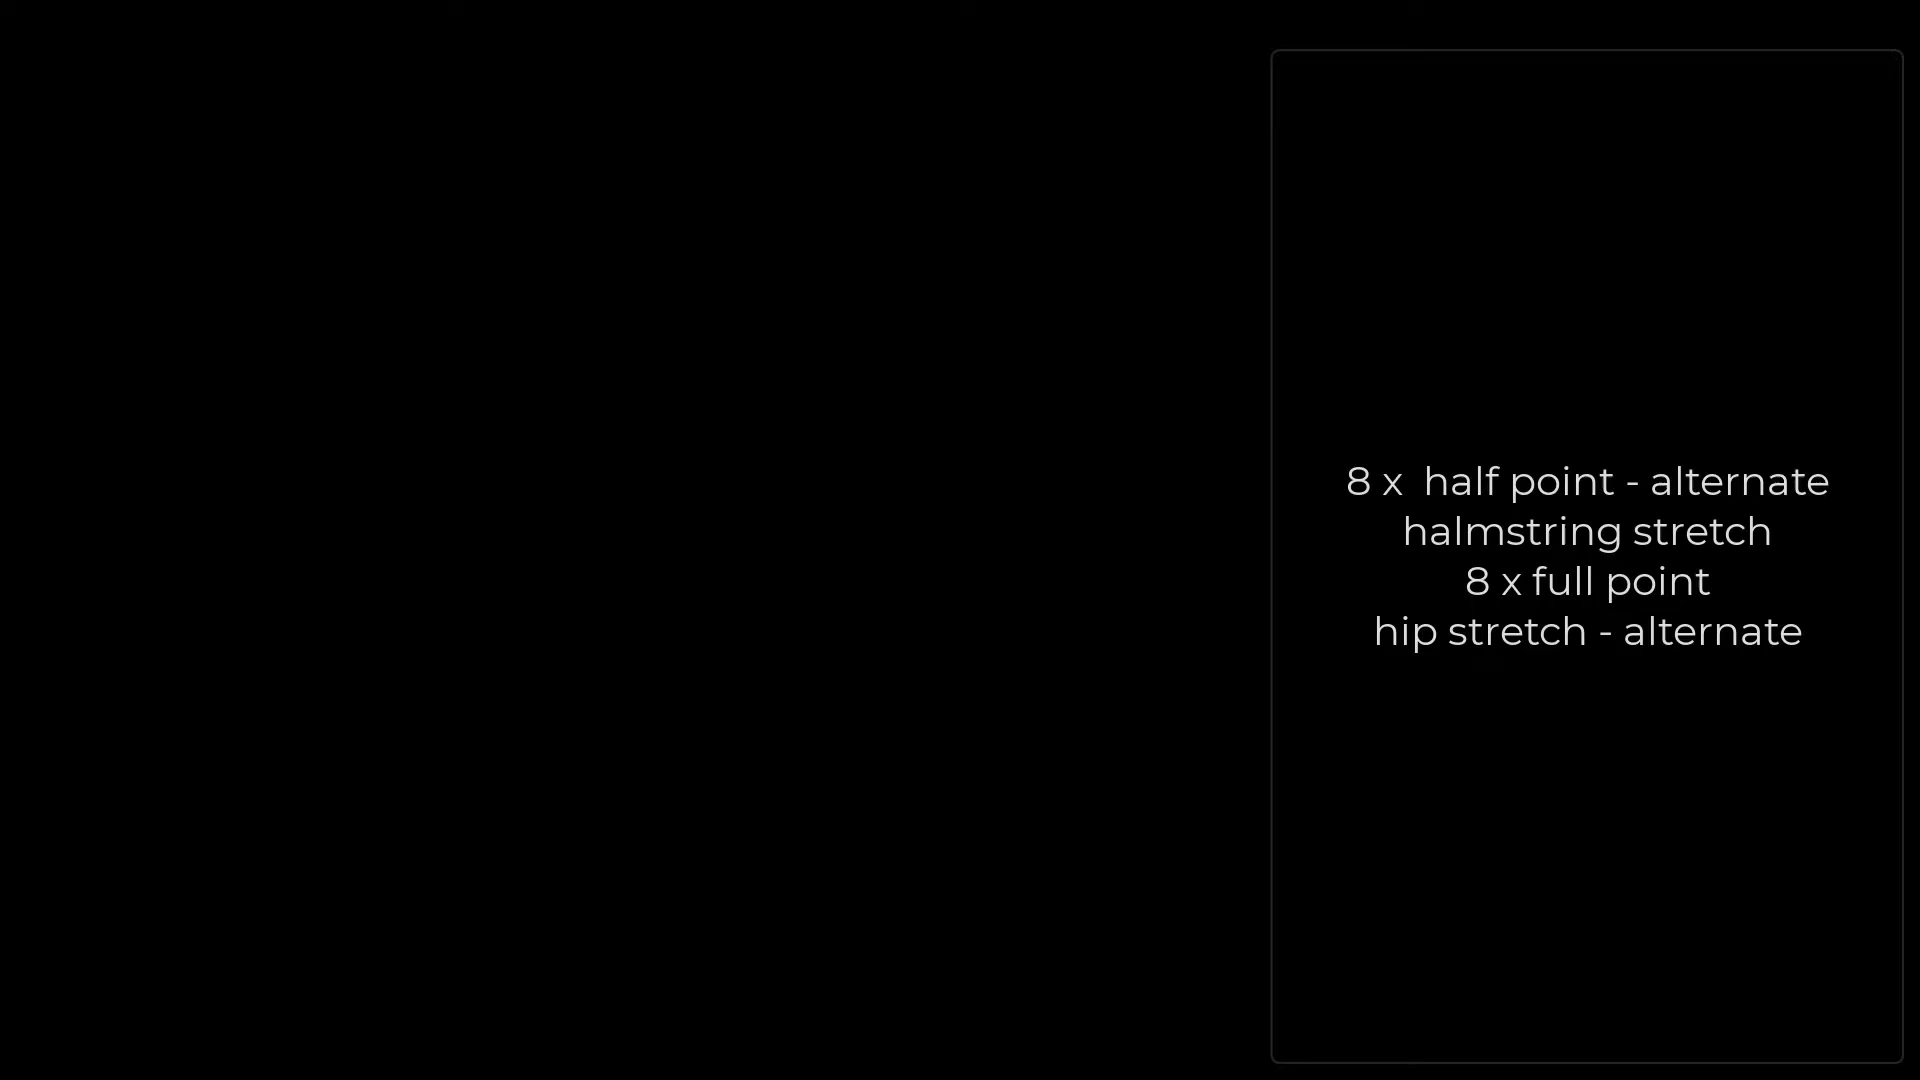 8 x  half point - alternate
halmstring stretch
8 x full point
hip stretch - alternate